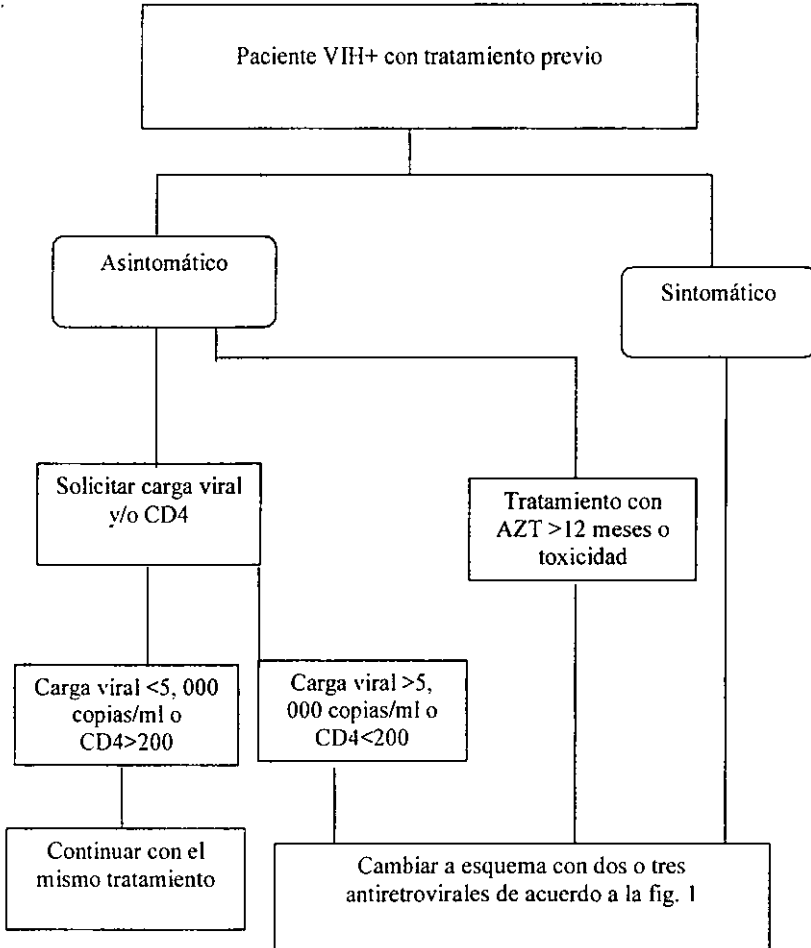 Paciente VIH+ con tratamiento previo
Asintomático
Sintomático
Solicitar carga viral
y/o CD4
Tratamiento con
AZT >12 meses o
toxicidad
Carga viral <5, 000
copias/ml o
CD4>200
Carga viral >5,
000 copias/ml o
CD4<200
Continuar con el
mismo tratamiento
Cambiar a esquema con dos o tres
antiretrovirales de acuerdo a la fig. 1